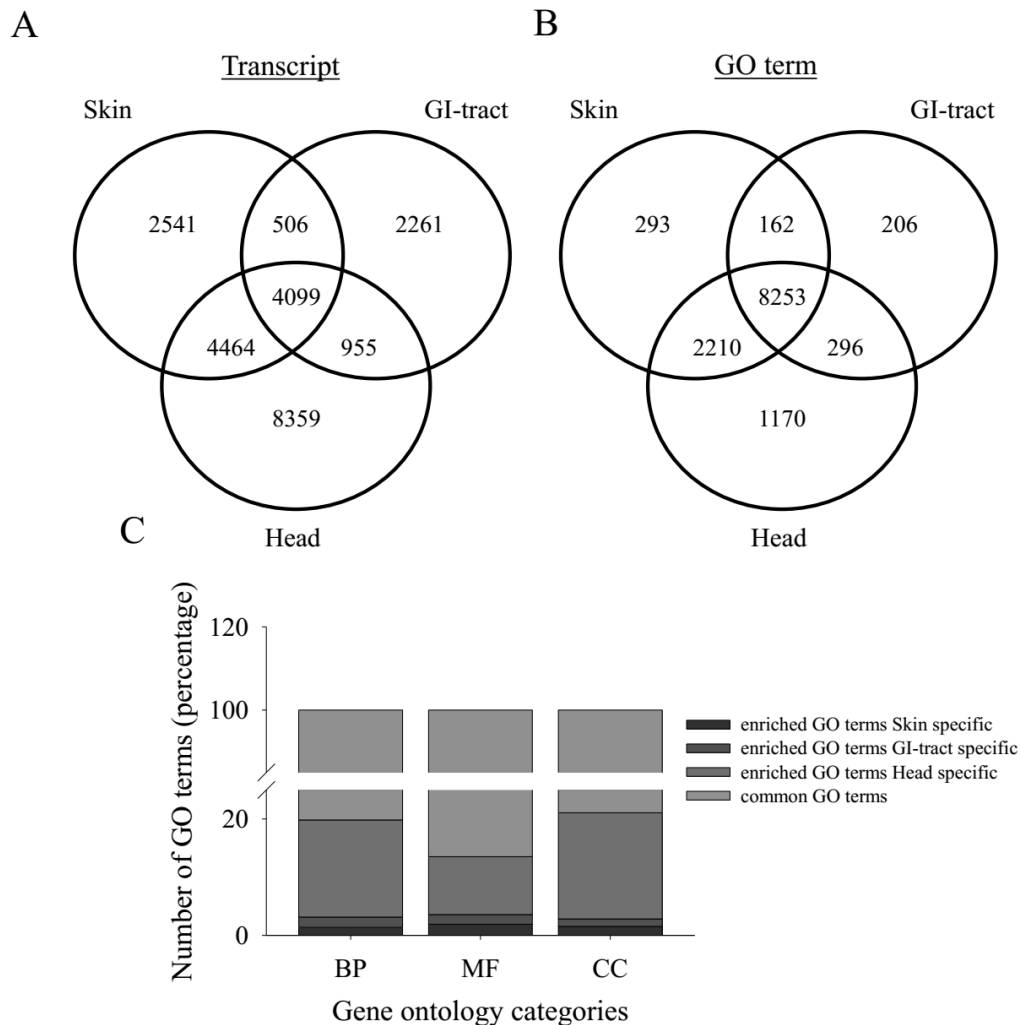 A
Transcript
Skin
GI-tract
2541
506
2261
4099
4464
955
8359
Head
B
GO term
Skin
GI-tract
293
162
206
8253
2210
296
1170
Head
C
Number of GO terms (percentage)
120
100
20
0
BP
MF
CC
Gene ontology categories
enriched GO terms Skin specific
enriched GO terms GI-tract specific
enriched GO terms Head specific
common GO terms